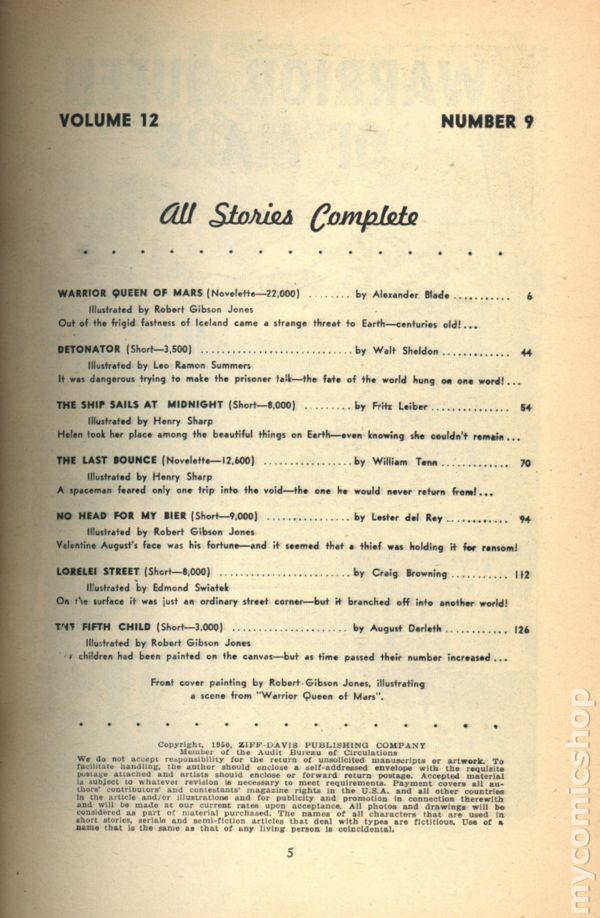 VOLUME 12 NUMBER 9
All Stories Complete
WARRIOR QUEEN OF MARS (Novelette—22,000) ........ by Alexander Blade ........... 6
Illustrated by Robert Gibson Jones
Out of the frigid fastness of Iceland came a strange threat to Earth—centuries old!...
DETONATOR (Short—3,500) ............................ by Walt Sheldon ............. 44
Illustrated by Leo Ramon Summers
It was dangerous trying to make the prisoner talk—the fate of the world hung on one word!...
THE SHIP SAILS AT MIDNIGHT (Short—8,000) ......... by Fritz Leiber ............... 54
Illustrated by Henry Sharp
Helen took her place among the beautiful things on Earth—even knowing she couldn't remain...
THE LAST BOUNCE (Novelette—12,600) ................... by William Tenn ............ 70
Illustrated by Henry Sharp
A spaceman feared only one trip into the void—the one he would never return from!...
NO HEAD FOR MY BIER (Short—9,000) ................. by Lester del Rey ............ 94
Illustrated by Robert Gibson Jones
Valentine August's face was his fortune—and it seemed that a thief was holding it for ransom!
LORELEI STREET (Short—8,000) .......................... by Craig Browning ........... 112
Illustrated by Edmond Swiatek
On the surface it was just an ordinary street corner—but it branched off into another world!
THE FIFTH CHILD (Short—3,000) ........................ by August Derleth ............ 126
Illustrated by Robert Gibson Jones
children had been painted on the canvas—but as time passed their number increased...
Front cover painting by Robert Gibson Jones, illustrating
a scene from "Warrior Queen of Mars".
Copyright, 1950, ZIFF-DAVIS PUBLISHING COMPANY
Member of the Audit Bureau of Circulations
We do not accept responsibility for the return of unsolicited manuscripts or artwork. To
facilitate handling, the author should enclose a self-addressed envelope with the requisite
postage attached and artists should enclose or forward return postage. Accepted material
is subject to whatever revision is necessary to meet requirements. Payment covers all au-
thors' contributors' and contestants' magazine rights in the U.S.A. and all other countries
in the article and/or illustrations and for publicity and promotion in connection therewith
and will be made at our current rates upon acceptance. All photos and drawings will be
considered as part of material purchased. The names of all characters that are used in
short stories, serials and semi-fiction articles that deal with types are fictitious. Use of a
name that is the same as that of any living person is coincidental.
5
mycomicshop